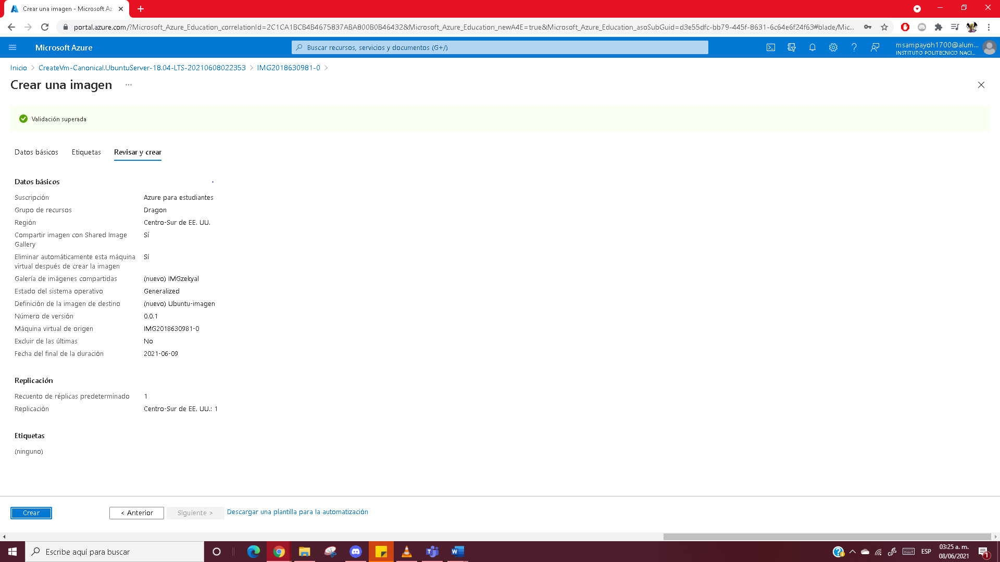 Crear una imagen - Microsoft Az
portal.azure.com/?Microsoft_Azure_Education_correlationId=2C1CA1BCB4B4675837ABA800B0B46432&Microsoft_Azure_Education_newA4E=true&Microsoft_Azure_Education_asoSubGuid=d3e55dfc-bb79-445f-8631-6c64e6f24f63#blade/Mic...
Microsoft Azure
Buscar recursos, servicios y documentos (G+/)
msampayoh1700@alum...
INSTITUTO POLITECNICO NACI...
Inicio > CreateVm-Canonical.UbuntuServer-18.04-LTS-20210608022353 > IMG2018630981-0 >
Crear una imagen ...
Validación superada
Datos básicos Etiquetas Revisar y crear
Datos básicos
Suscripción Azure para estudiantes
Grupo de recursos Dragon
Región Centro-Sur de EE. UU.
Compartir imagen con Shared Image Sí
Gallery
Eliminar automáticamente esta máquina Sí
virtual después de crear la imagen
Galería de imágenes compartidas (nuevo) IMGzekyal
Estado del sistema operativo Generalized
Definición de la imagen de destino (nuevo) Ubuntu-imagen
Número de versión 0.0.1
Máquina virtual de origen IMG2018630981-0
Excluir de las últimas No
Fecha del final de la duración 2021-06-09
Replicación
Recuento de réplicas predeterminado 1
Replicación Centro-Sur de EE. UU.: 1
Etiquetas
(ninguno)
Crear < Anterior Siguiente > Descargar una plantilla para la automatización
Escribe aquí para buscar
ESP
03:25 a. m.
08/06/2021
1